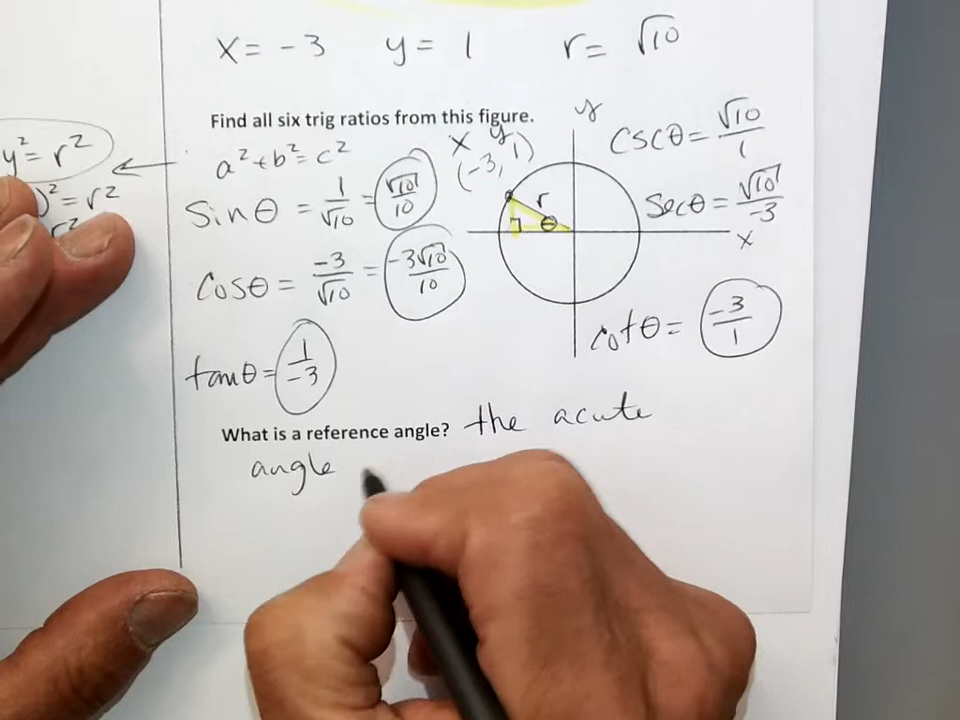 x = -3 y = 1 r = √10
Find all six trig ratios from this figure.
y² = r²
)² = r²
r²
a² + b² = c²
x y
(-3, 1)
y
r
θ
x
sin θ = 1/√10 = √10/10
cos θ = -3/√10 = -3√10/10
tan θ = 1/-3
csc θ = √10/1
sec θ = √10/-3
cot θ = -3/1
What is a reference angle? the acute
angle